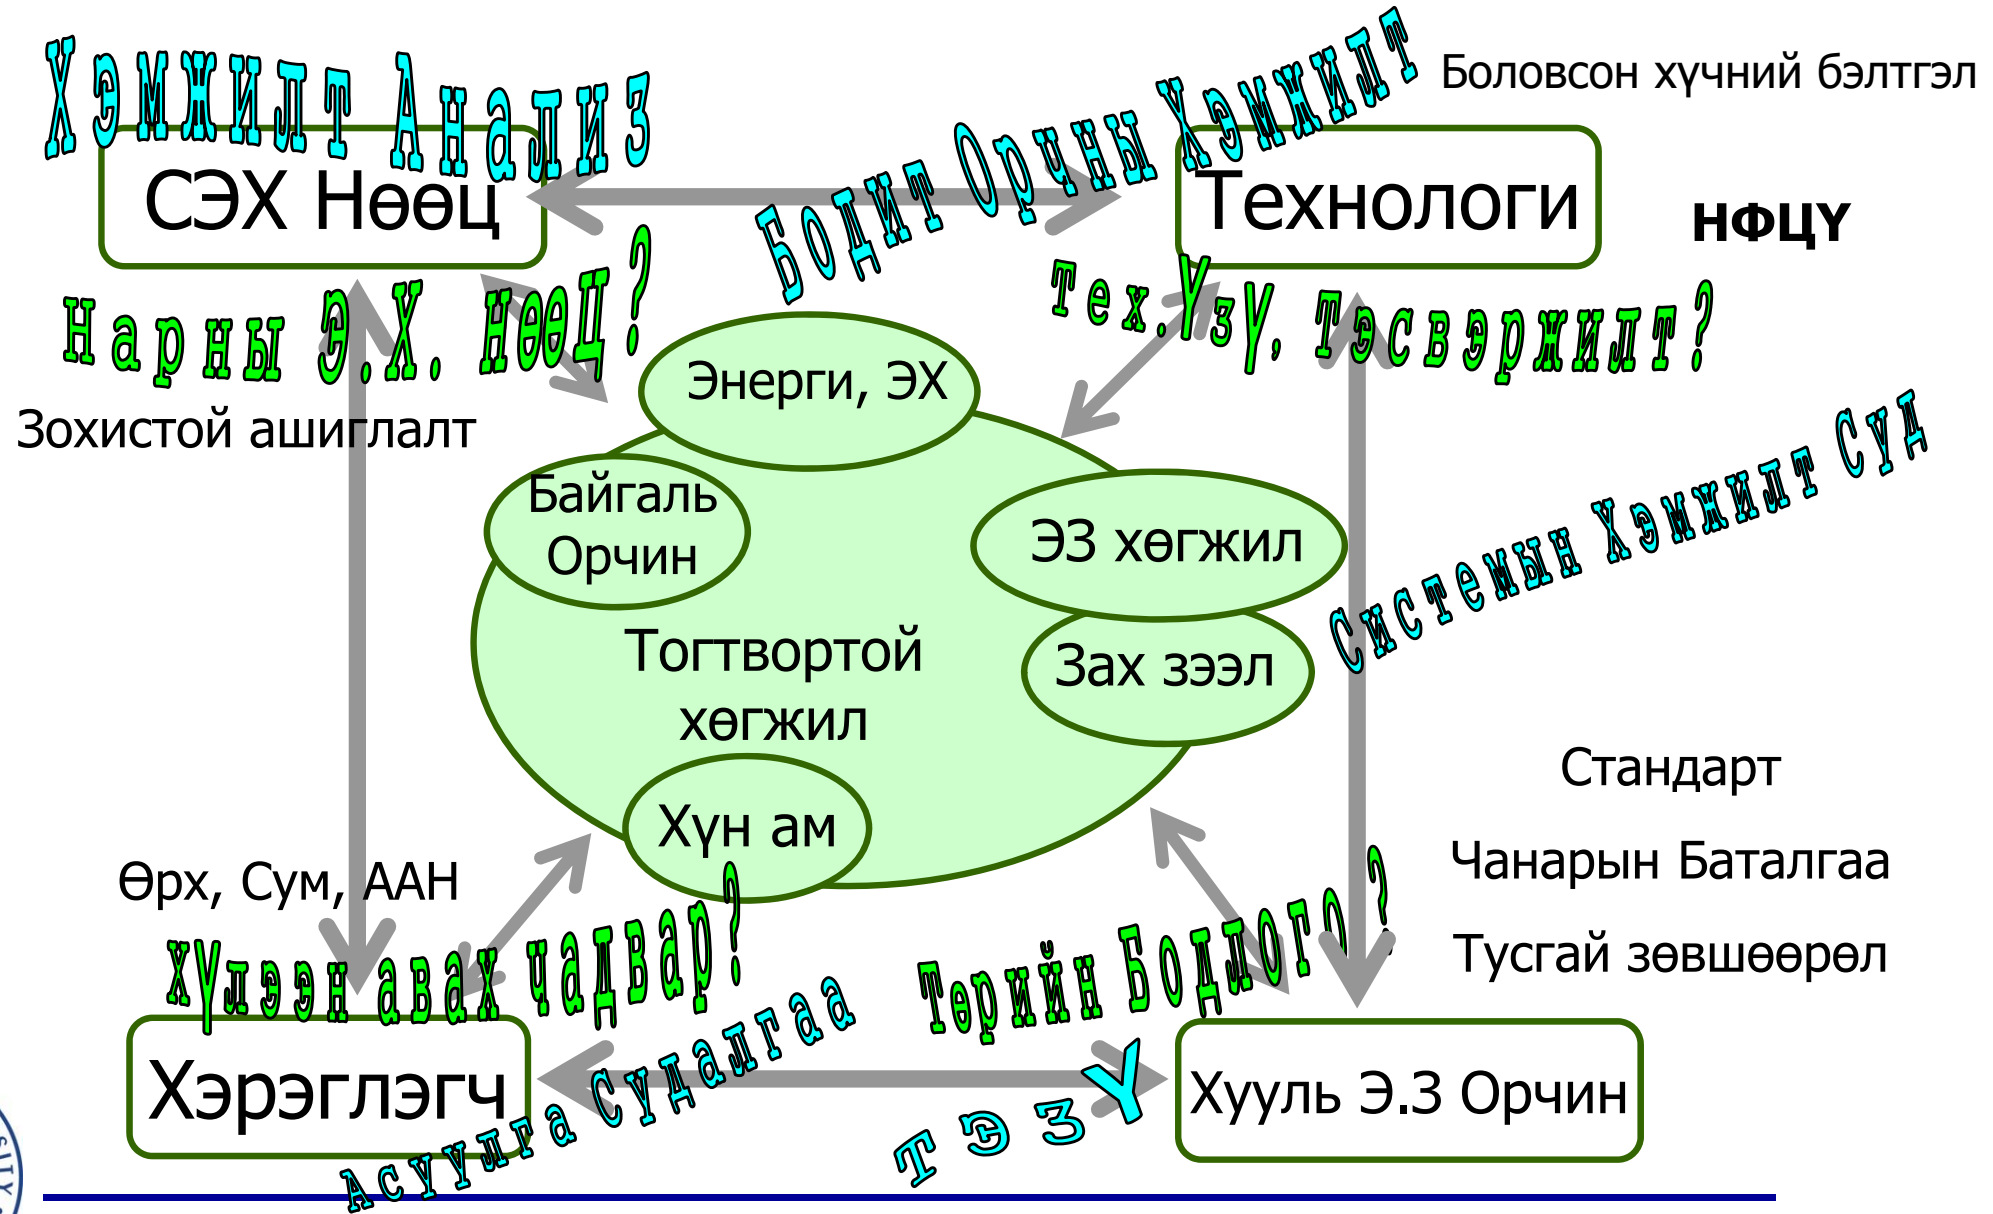 Хэмжилт Анализ
Бодит Орчны Хэмжилт
Боловсон хүчний бэлтгэл
СЭХ Нөөц
Технологи
НФЦҮ
Нарны Э.Х. нөөц?
Тех.Үзү, Тэсвэржилт?
Энерги, ЭХ
Зохистой ашиглалт
Байгаль
Орчин
ЭЗ хөгжил
Системын Хэмжилт Суд
Тогтвортой
хөгжил
Зах зээл
Хүн ам
Стандарт
Чанарын Баталгаа
Тусгай зөвшөөрөл
Өрх, Сум, ААН
хүлээн авах чадвар?
Төрийн Бодлого ?
Хэрэглэгч
Асуулга Судалгаа
ТЭЗҮ
Хууль Э.З Орчин